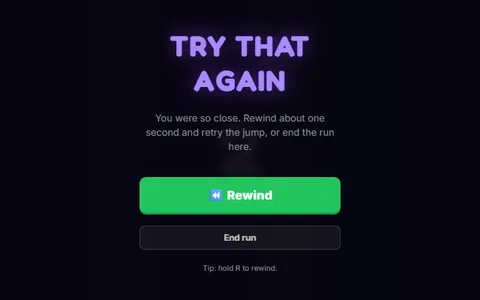 TRY THAT
AGAIN
You were so close. Rewind about one
second and retry the jump, or end the run
here.
⏪ Rewind
End run
Tip: hold R to rewind.